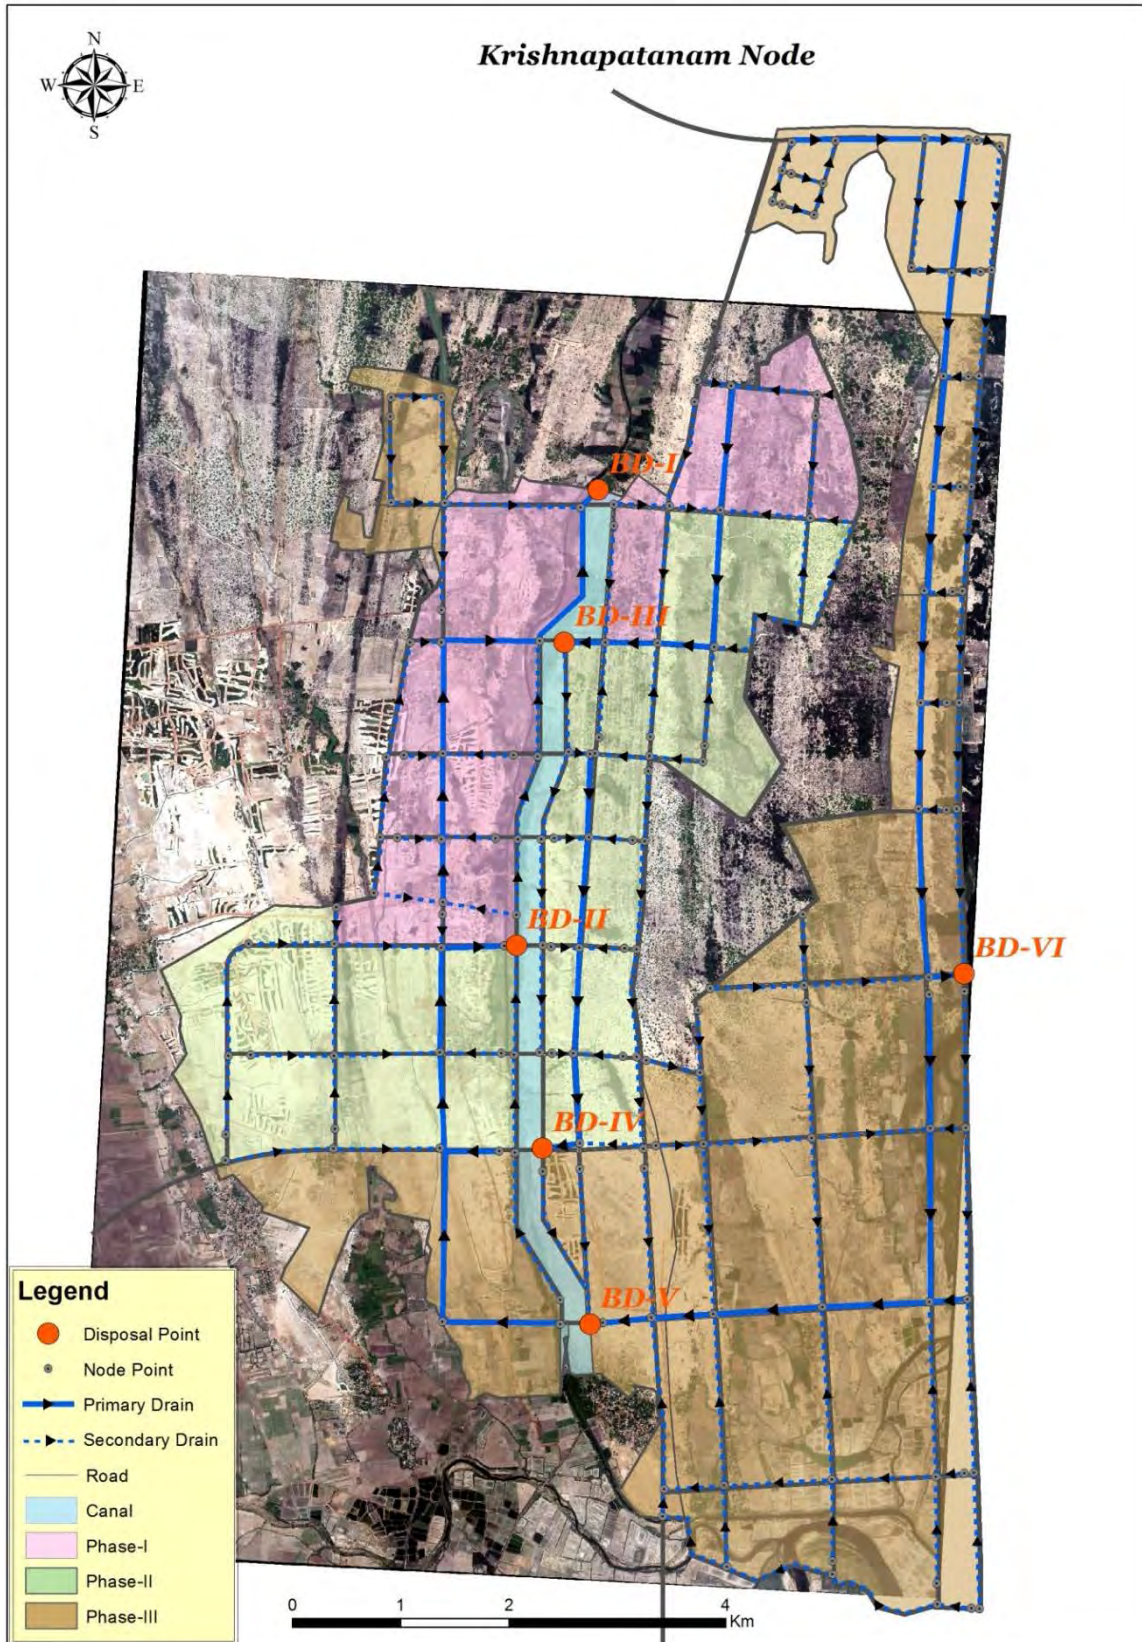 Krishnapatanam Node
N
W E
S
BD-I
BD-III
BD-II
BD-VI
BD-IV
BD-V
Legend
Disposal Point
Node Point
Primary Drain
Secondary Drain
Road
Canal
Phase-I
Phase-II
Phase-III
0 1 2 4
Km